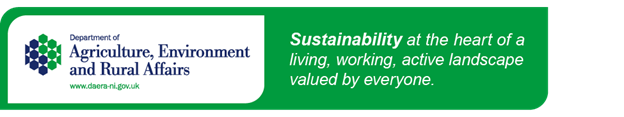 Department of
Agriculture, Environment
and Rural Affairs
www.daera-ni.gov.uk
Sustainability at the heart of a
living, working, active landscape
valued by everyone.